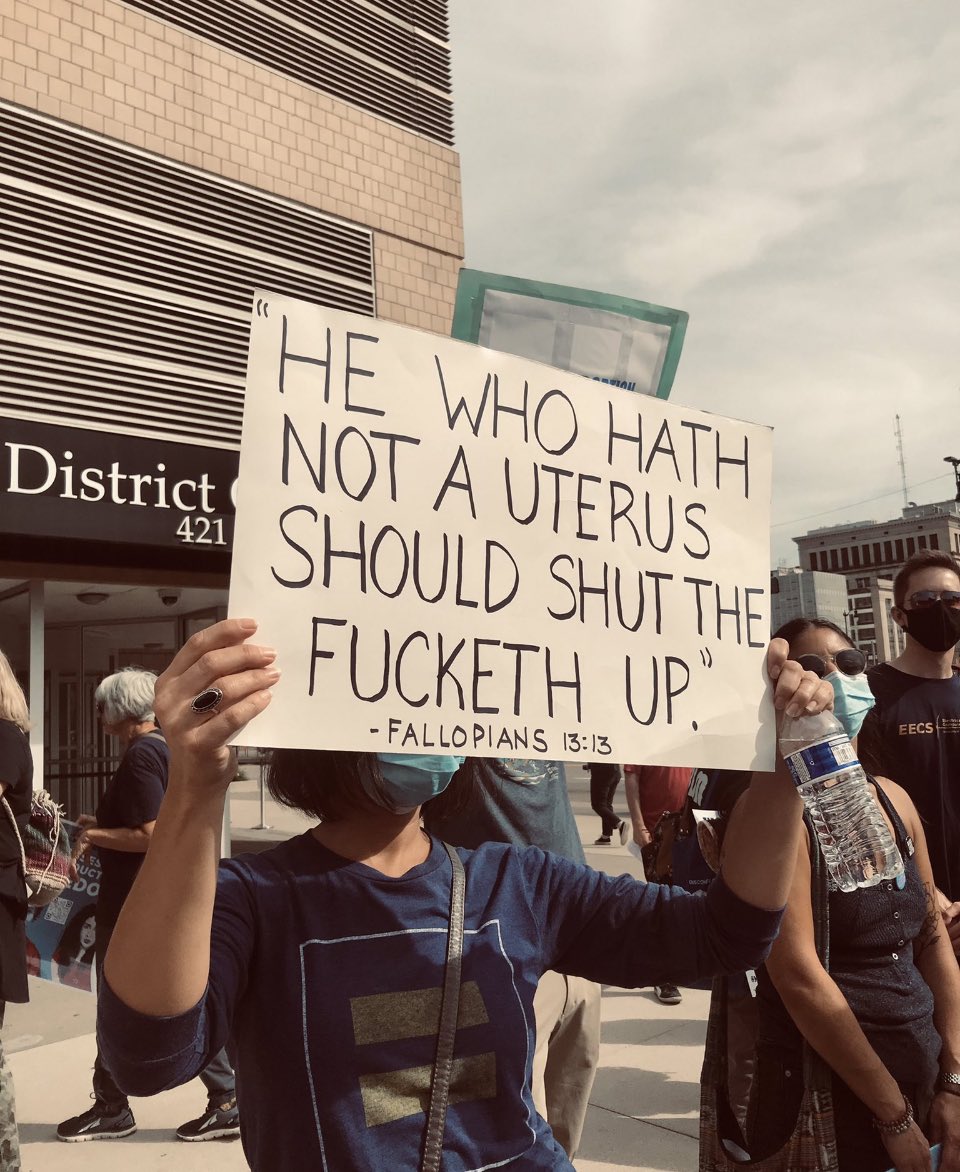 "HE WHO HATH
NOT A UTERUS
SHOULD SHUT THE
FUCKETH UP."
-FALLOPIANS 13:13
District
421
EECS